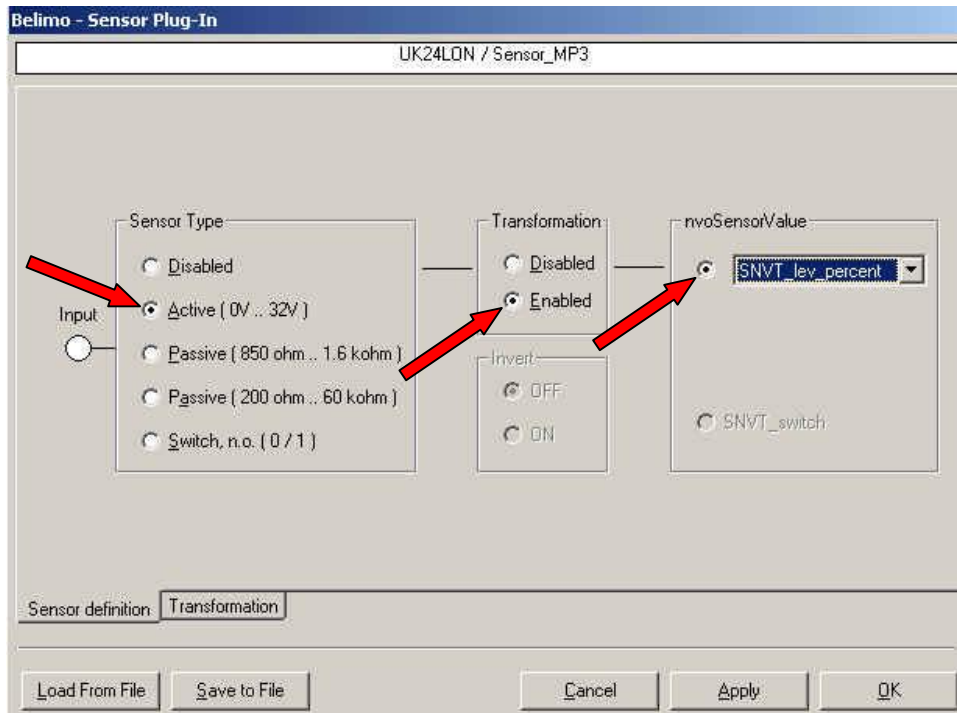 Belimo - Sensor Plug-In
UK24LON / Sensor_MP3
Input
Sensor Type
Disabled
Active ( 0V .. 32V )
Passive ( 850 ohm .. 1.6 kohm )
Passive ( 200 ohm .. 60 kohm )
Switch, n.o. ( 0 / 1 )
Transformation
Disabled
Enabled
Invert
OFF
ON
nvoSensorValue
SNVT_lev_percent
SNVT_switch
Sensor definition
Transformation
Load From File
Save to File
Cancel
Apply
OK